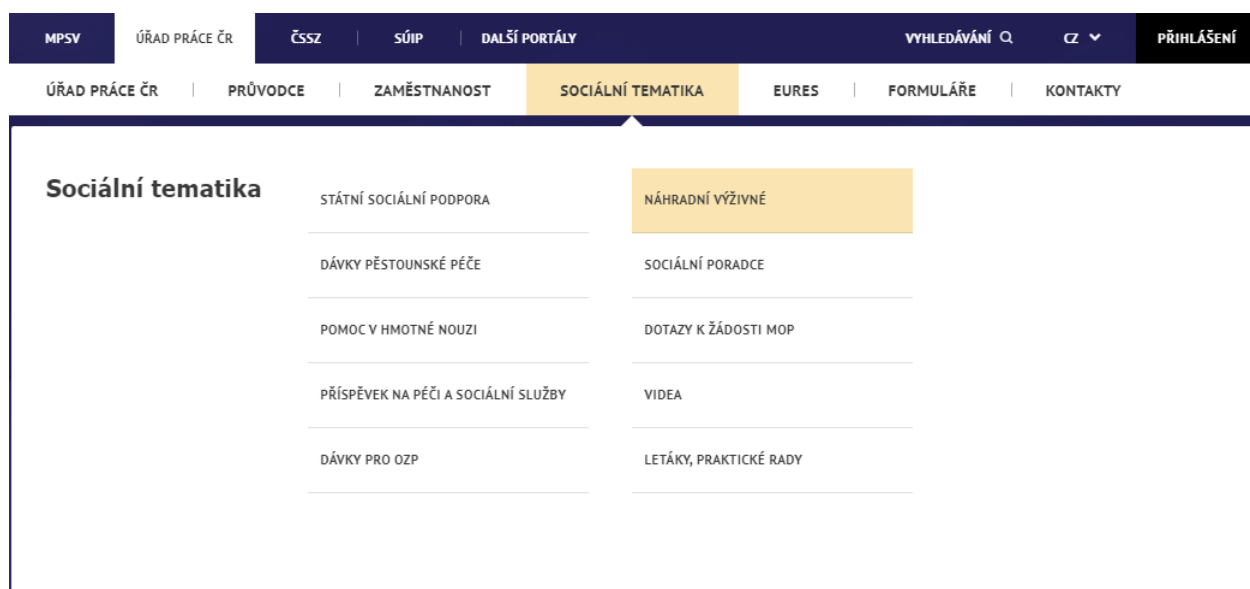 MPSV ÚŘAD PRÁCE ČR ČSSZ SÚIP DALŠÍ PORTÁLY VYHLEDÁVÁNÍ CZ PŘIHLÁŠENÍ
ÚŘAD PRÁCE ČR PRŮVODCE ZAMĚSTNANOST SOCIÁLNÍ TEMATIKA EURES FORMULÁŘE KONTAKTY
Sociální tematika
STÁTNÍ SOCIÁLNÍ PODPORA
DÁVKY PĚSTOUNSKÉ PÉČE
POMOC V HMOTNÉ NOUZI
PŘÍSPĚVEK NA PÉČI A SOCIÁLNÍ SLUŽBY
DÁVKY PRO OZP
NÁHRADNÍ VÝŽIVNÉ
SOCIÁLNÍ PORADCE
DOTAZY K ŽÁDOSTI MOP
VIDEA
LETÁKY, PRAKTICKÉ RADY